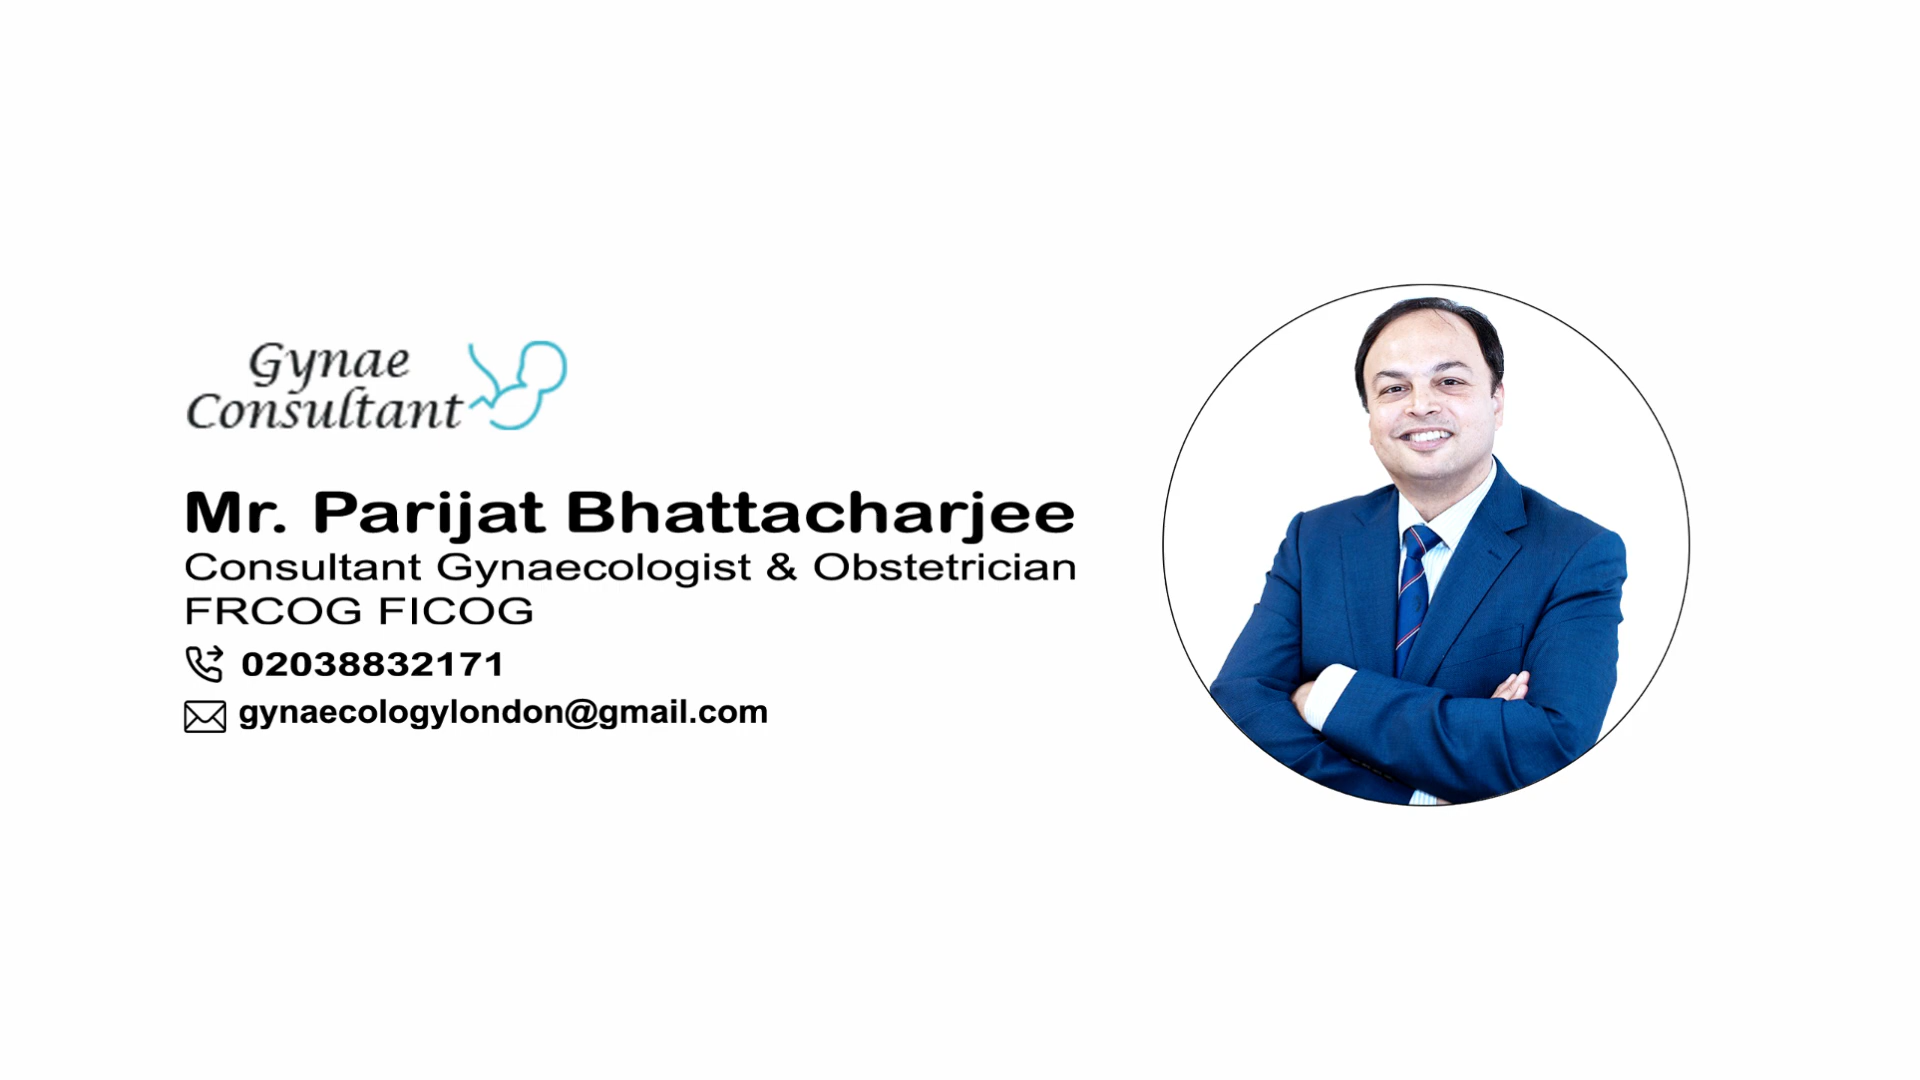 Gynae
Consultant
Mr. Parijat Bhattacharjee
Consultant Gynaecologist & Obstetrician
FRCOG FICOG
02038832171
gynaecologylondon@gmail.com